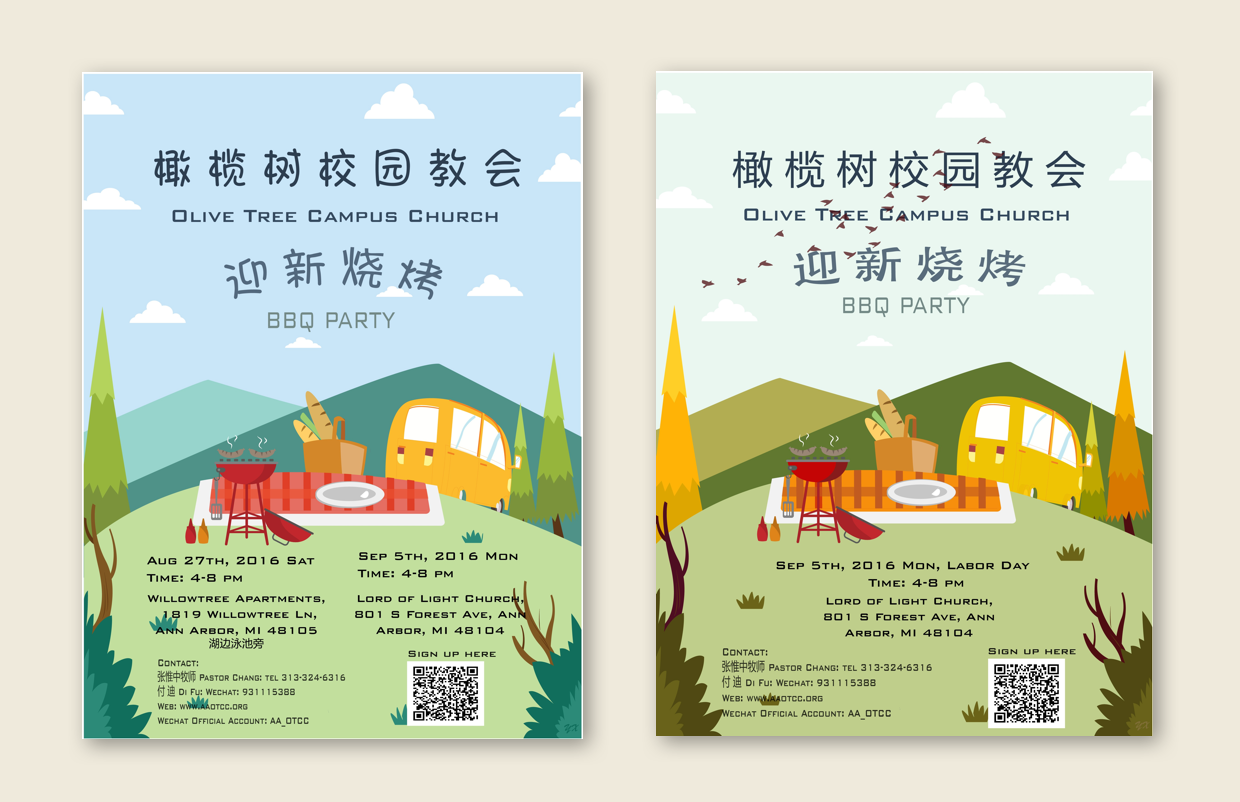 橄榄树校园教会
Olive Tree Campus Church
迎新烧烤
BBQ PARTY
Aug 27th, 2016 Sat
Time: 4-8 pm
Willowtree Apartments,
1819 Willowtree Ln,
Ann Arbor, MI 48105
湖边泳池旁
Sep 5th, 2016 Mon
Time: 4-8 pm
Lord of Light Church,
801 S Forest Ave, Ann
Arbor, MI 48104
Contact:
张惟中牧师 Pastor Chang: tel 313-324-6316
付迪 Di Fu: Wechat: 931115388
Web: www.aaotcc.org
Wechat Official Account: AA_OTCC
Sign up here
橄榄树校园教会
Olive Tree Campus Church
迎新烧烤
BBQ PARTY
Sep 5th, 2016 Mon, Labor Day
Time: 4-8 pm
Lord of Light Church,
801 S Forest Ave, Ann
Arbor, MI 48104
Contact:
张惟中牧师 Pastor Chang: tel 313-324-6316
付迪 Di Fu: Wechat: 931115388
Web: www.aaotcc.org
Wechat Official Account: AA_OTCC
Sign up here